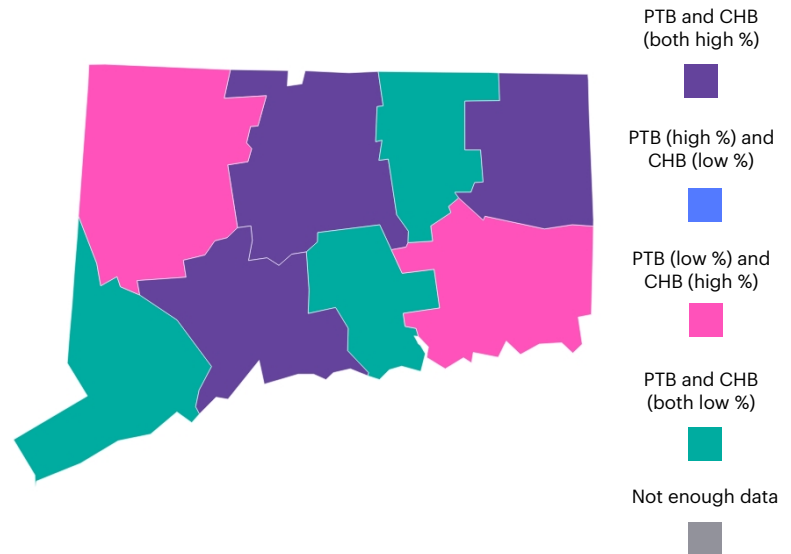 PTB and CHB
(both high %)
PTB (high %) and
CHB (low %)
PTB (low %) and
CHB (high %)
PTB and CHB
(both low %)
Not enough data